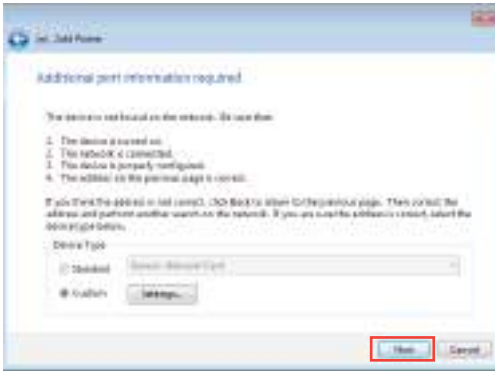 Add Printer
Additional port information required
The device is not found on the network. Be sure that:
1. The device is turned on.
2. The network is connected.
3. The device is properly configured.
4. The address on the previous page is correct.
If you think the address is not correct, click Back to return to the previous page. Then correct the
address and perform another search on the network. If you are sure the address is correct, select the
device type below.
Device Type
Standard
Generic Network Card
Custom
Settings...
Next
Cancel